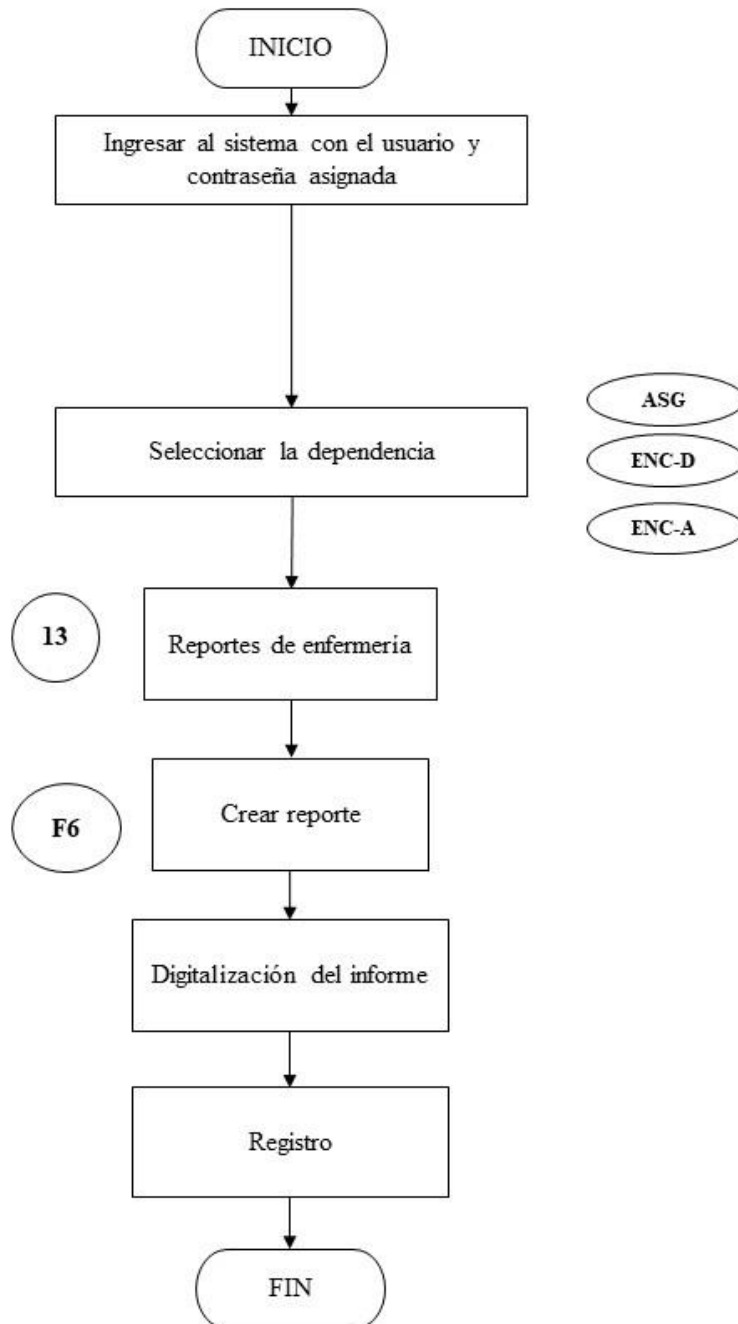 INICIO
Ingresar al sistema con el usuario y
contraseña asignada
ASG
Seleccionar la dependencia
ENC-D
ENC-A
13
Reportes de enfermería
F6
Crear reporte
Digitalización del informe
Registro
FIN